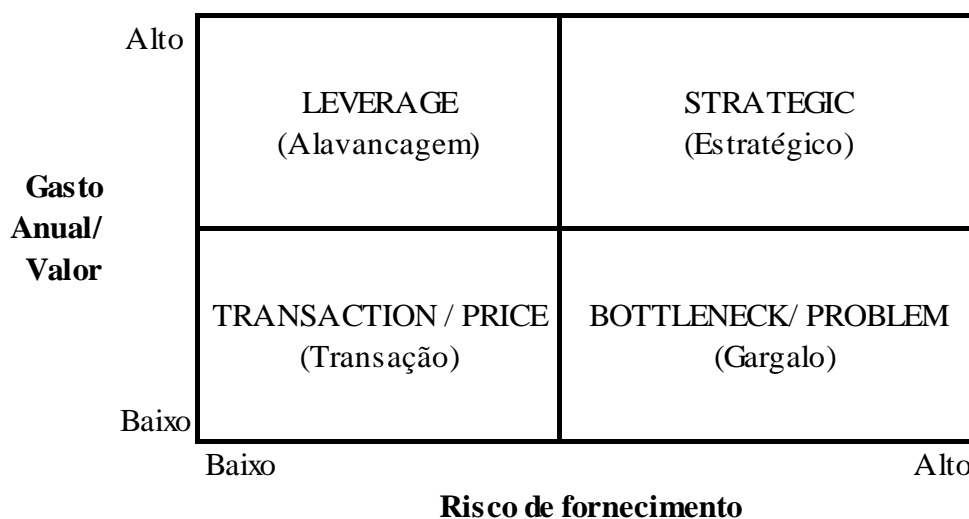 Alto
LEVERAGE
(Alavancagem)
STRATEGIC
(Estratégico)
Gasto
Anual/
Valor
TRANSACTION / PRICE
(Transação)
BOTTLENECK/ PROBLEM
(Gargalo)
Baixo
Baixo
Alto
Risco de fornecimento